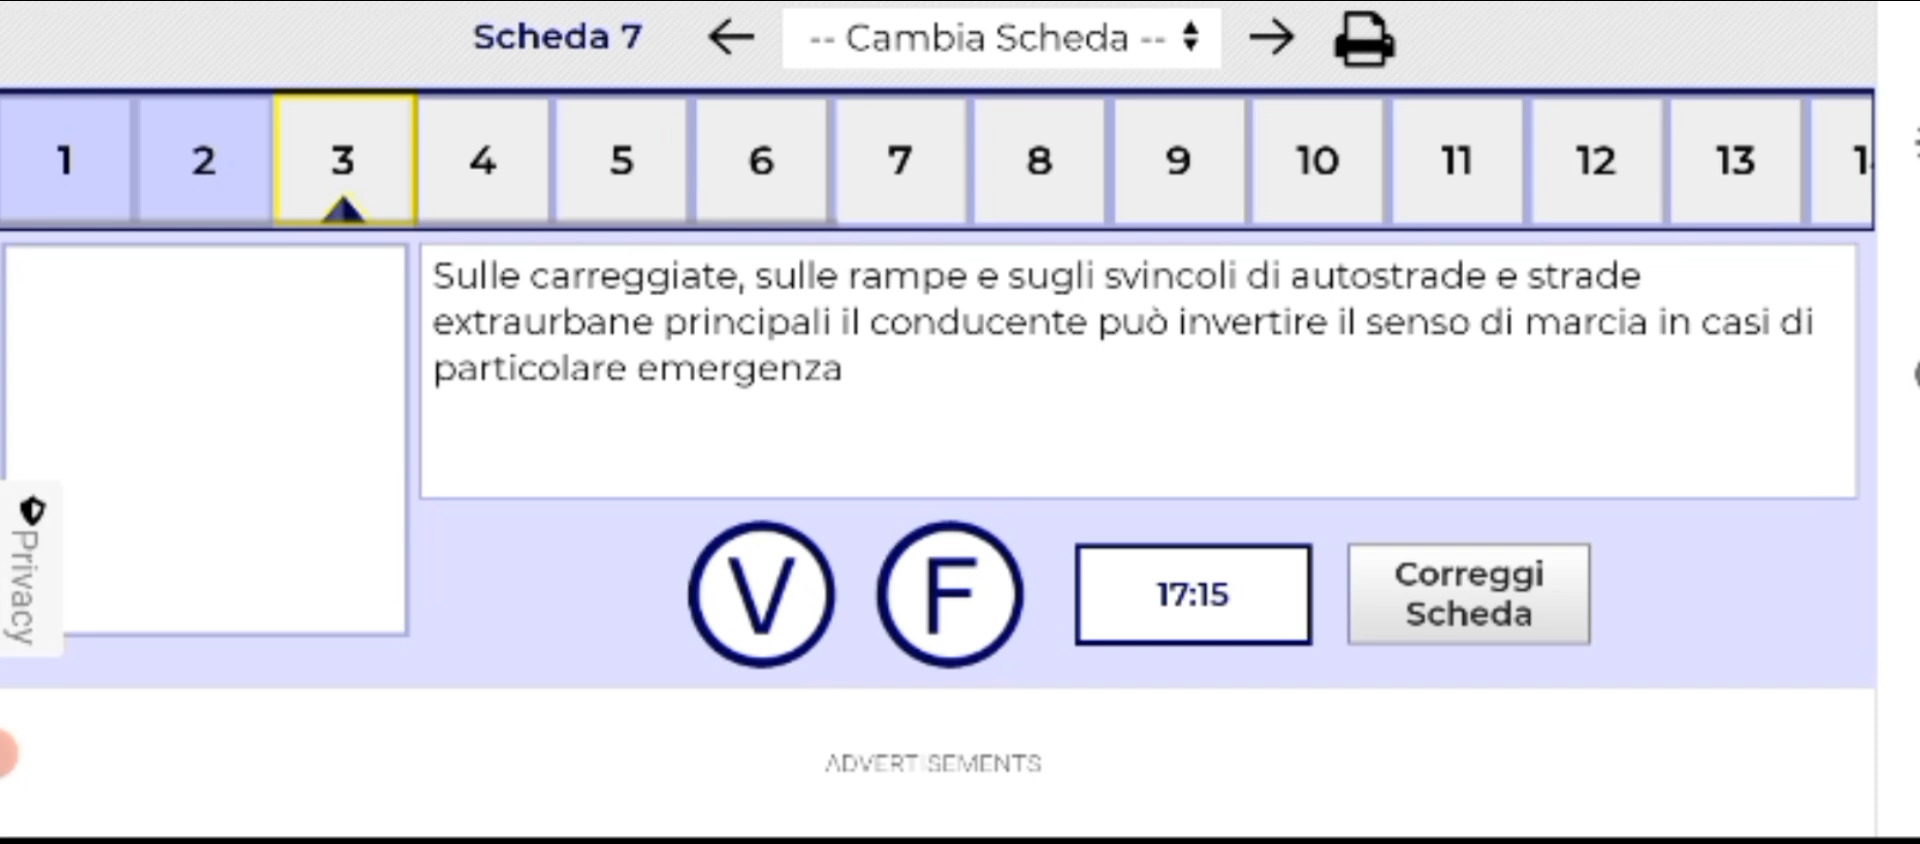 Scheda 7
-- Cambia Scheda --
1 2 3 4 5 6 7 8 9 10 11 12 13
Sulle carreggiate, sulle rampe e sugli svincoli di autostrade e strade
extraurbane principali il conducente può invertire il senso di marcia in casi di
particolare emergenza
Privacy
V F 17:15 Correggi
Scheda
ADVERTISEMENTS